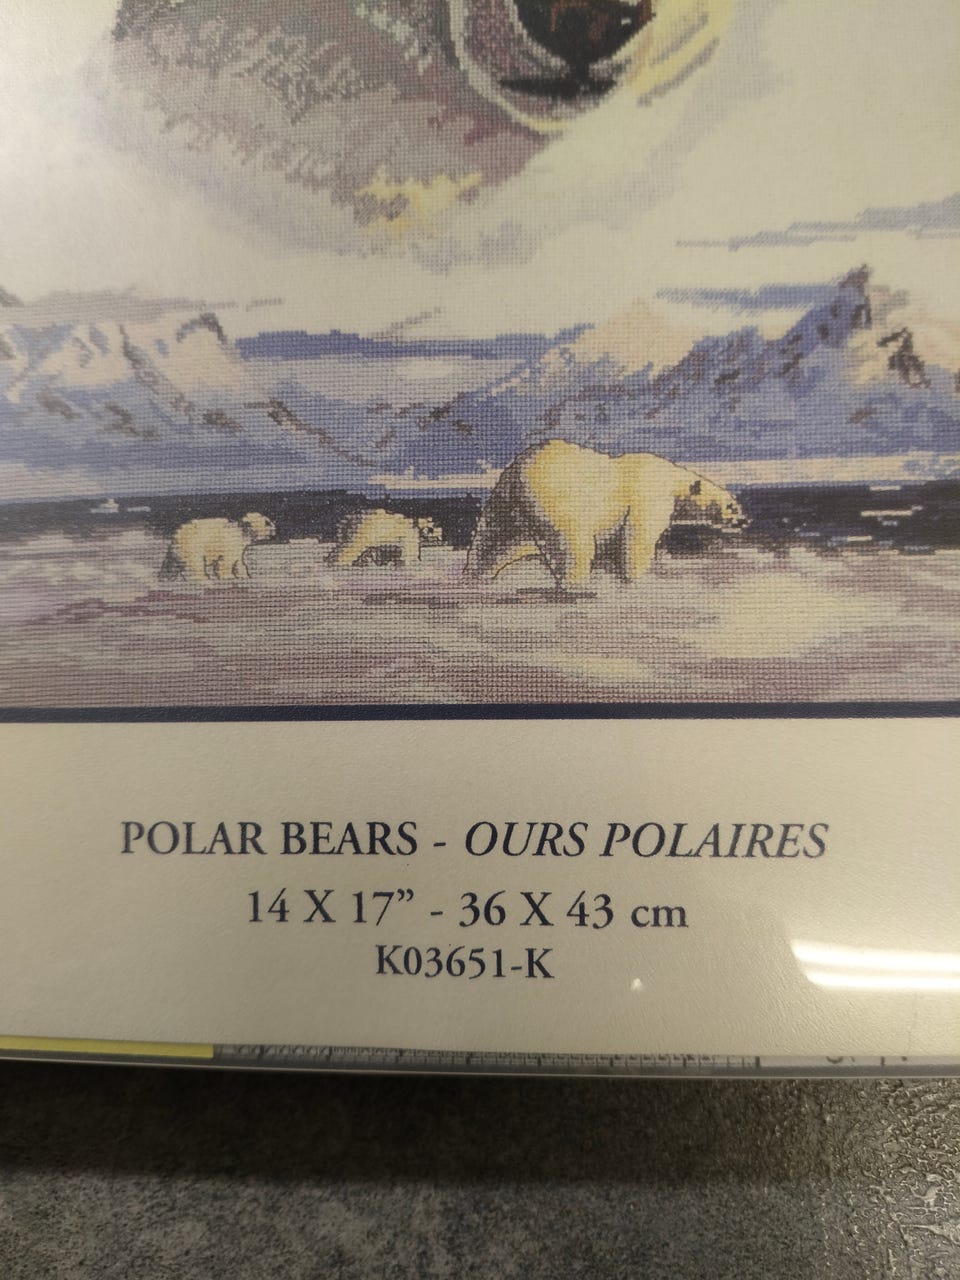 POLAR BEARS - OURS POLAIRES
14 X 17” - 36 X 43 cm
K03651-K